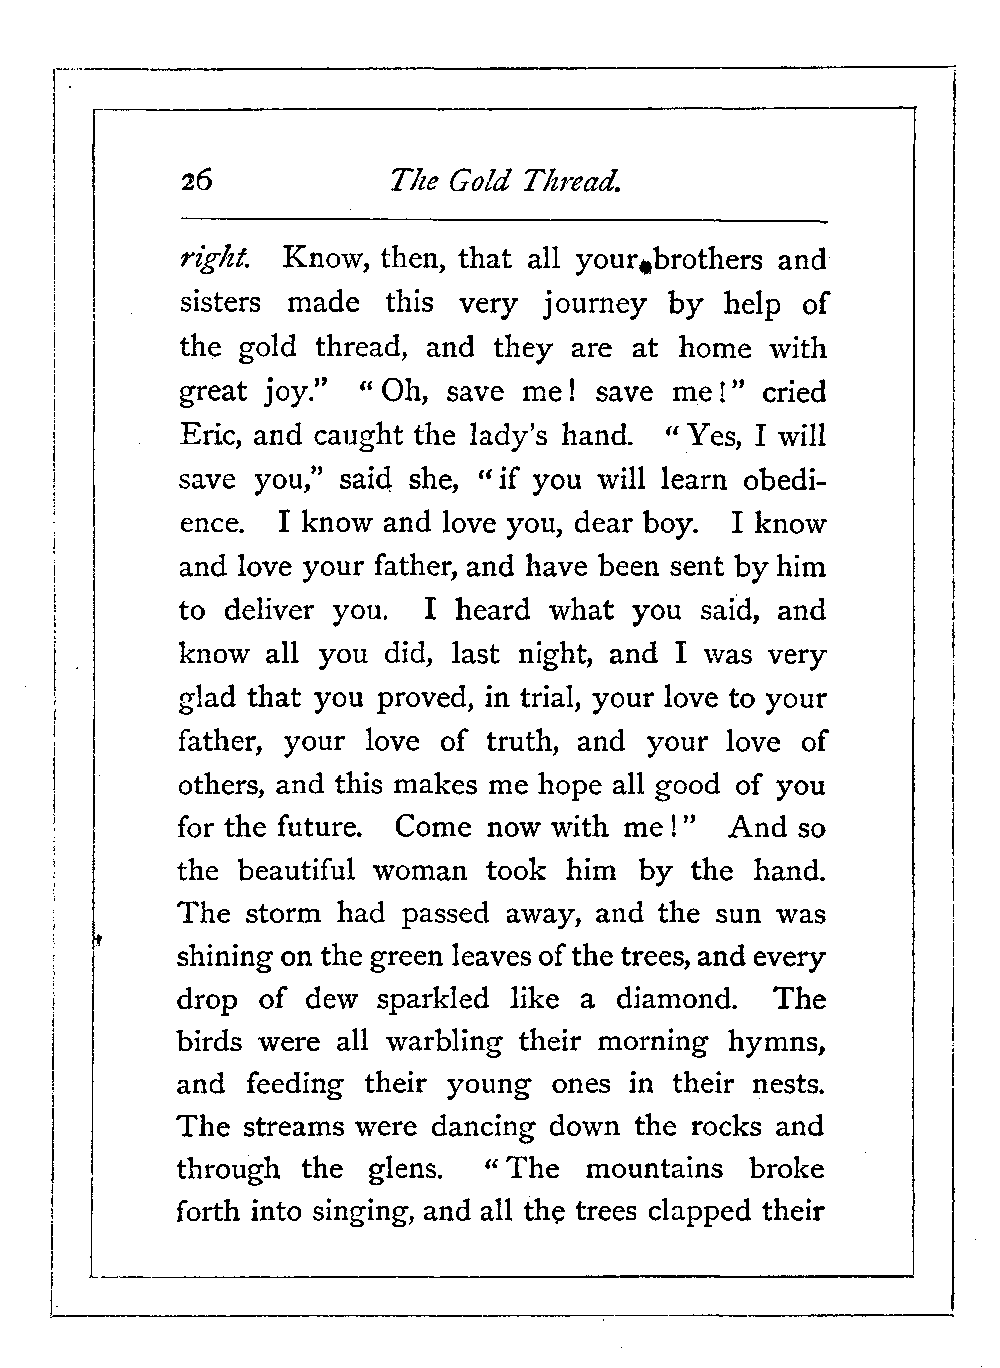 26 The Gold Thread.
right. Know, then, that all your brothers and
sisters made this very journey by help of
the gold thread, and they are at home with
great joy.” “Oh, save me! save me!” cried
Eric, and caught the lady's hand. “Yes, I will
save you,” said she, “if you will learn obedi-
ence. I know and love you, dear boy. I know
and love your father, and have been sent by him
to deliver you. I heard what you said, and
know all you did, last night, and I was very
glad that you proved, in trial, your love to your
father, your love of truth, and your love of
others, and this makes me hope all good of you
for the future. Come now with me!” And so
the beautiful woman took him by the hand.
The storm had passed away, and the sun was
shining on the green leaves of the trees, and every
drop of dew sparkled like a diamond. The
birds were all warbling their morning hymns,
and feeding their young ones in their nests.
The streams were dancing down the rocks and
through the glens. “The mountains broke
forth into singing, and all the trees clapped their